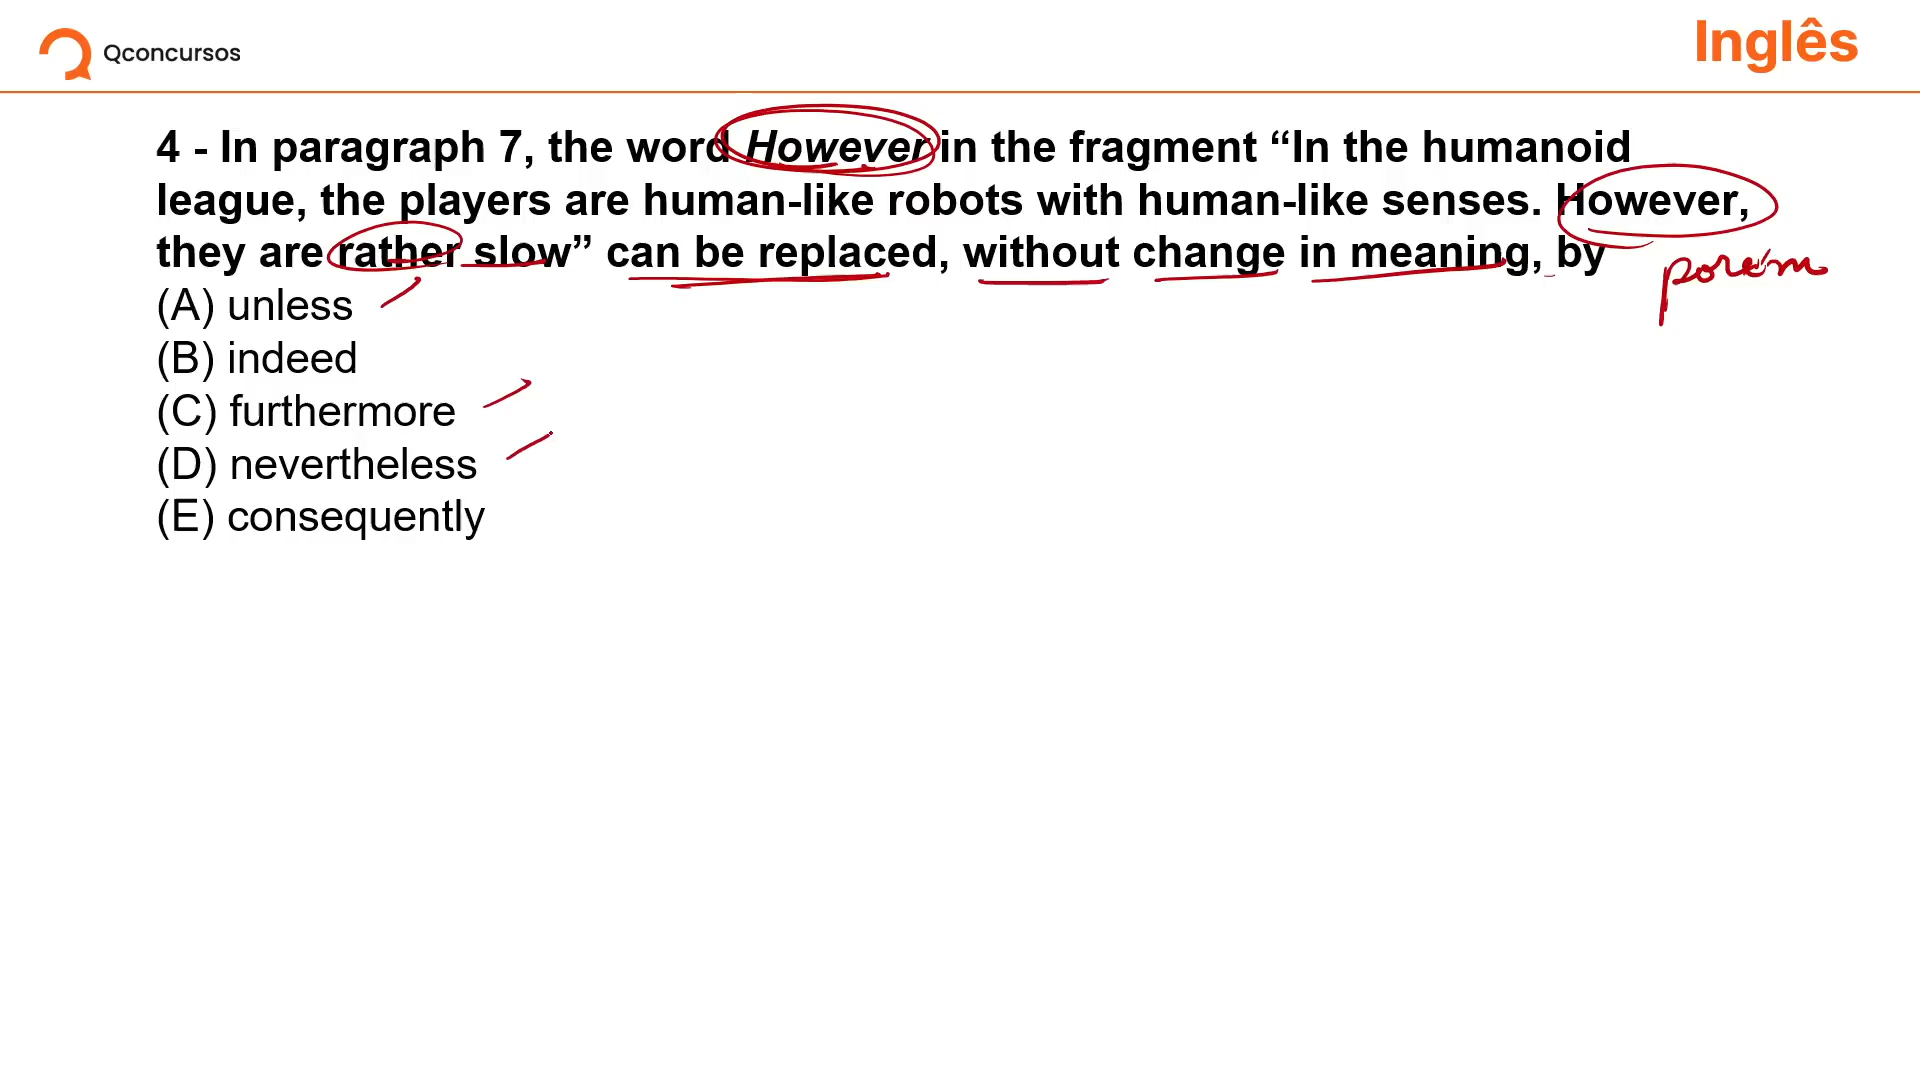 Qconcursos
Inglês
4 - In paragraph 7, the word However in the fragment “In the humanoid
league, the players are human-like robots with human-like senses. However,
they are rather slow” can be replaced, without change in meaning, by
porém
(A) unless
(B) indeed
(C) furthermore
(D) nevertheless
(E) consequently